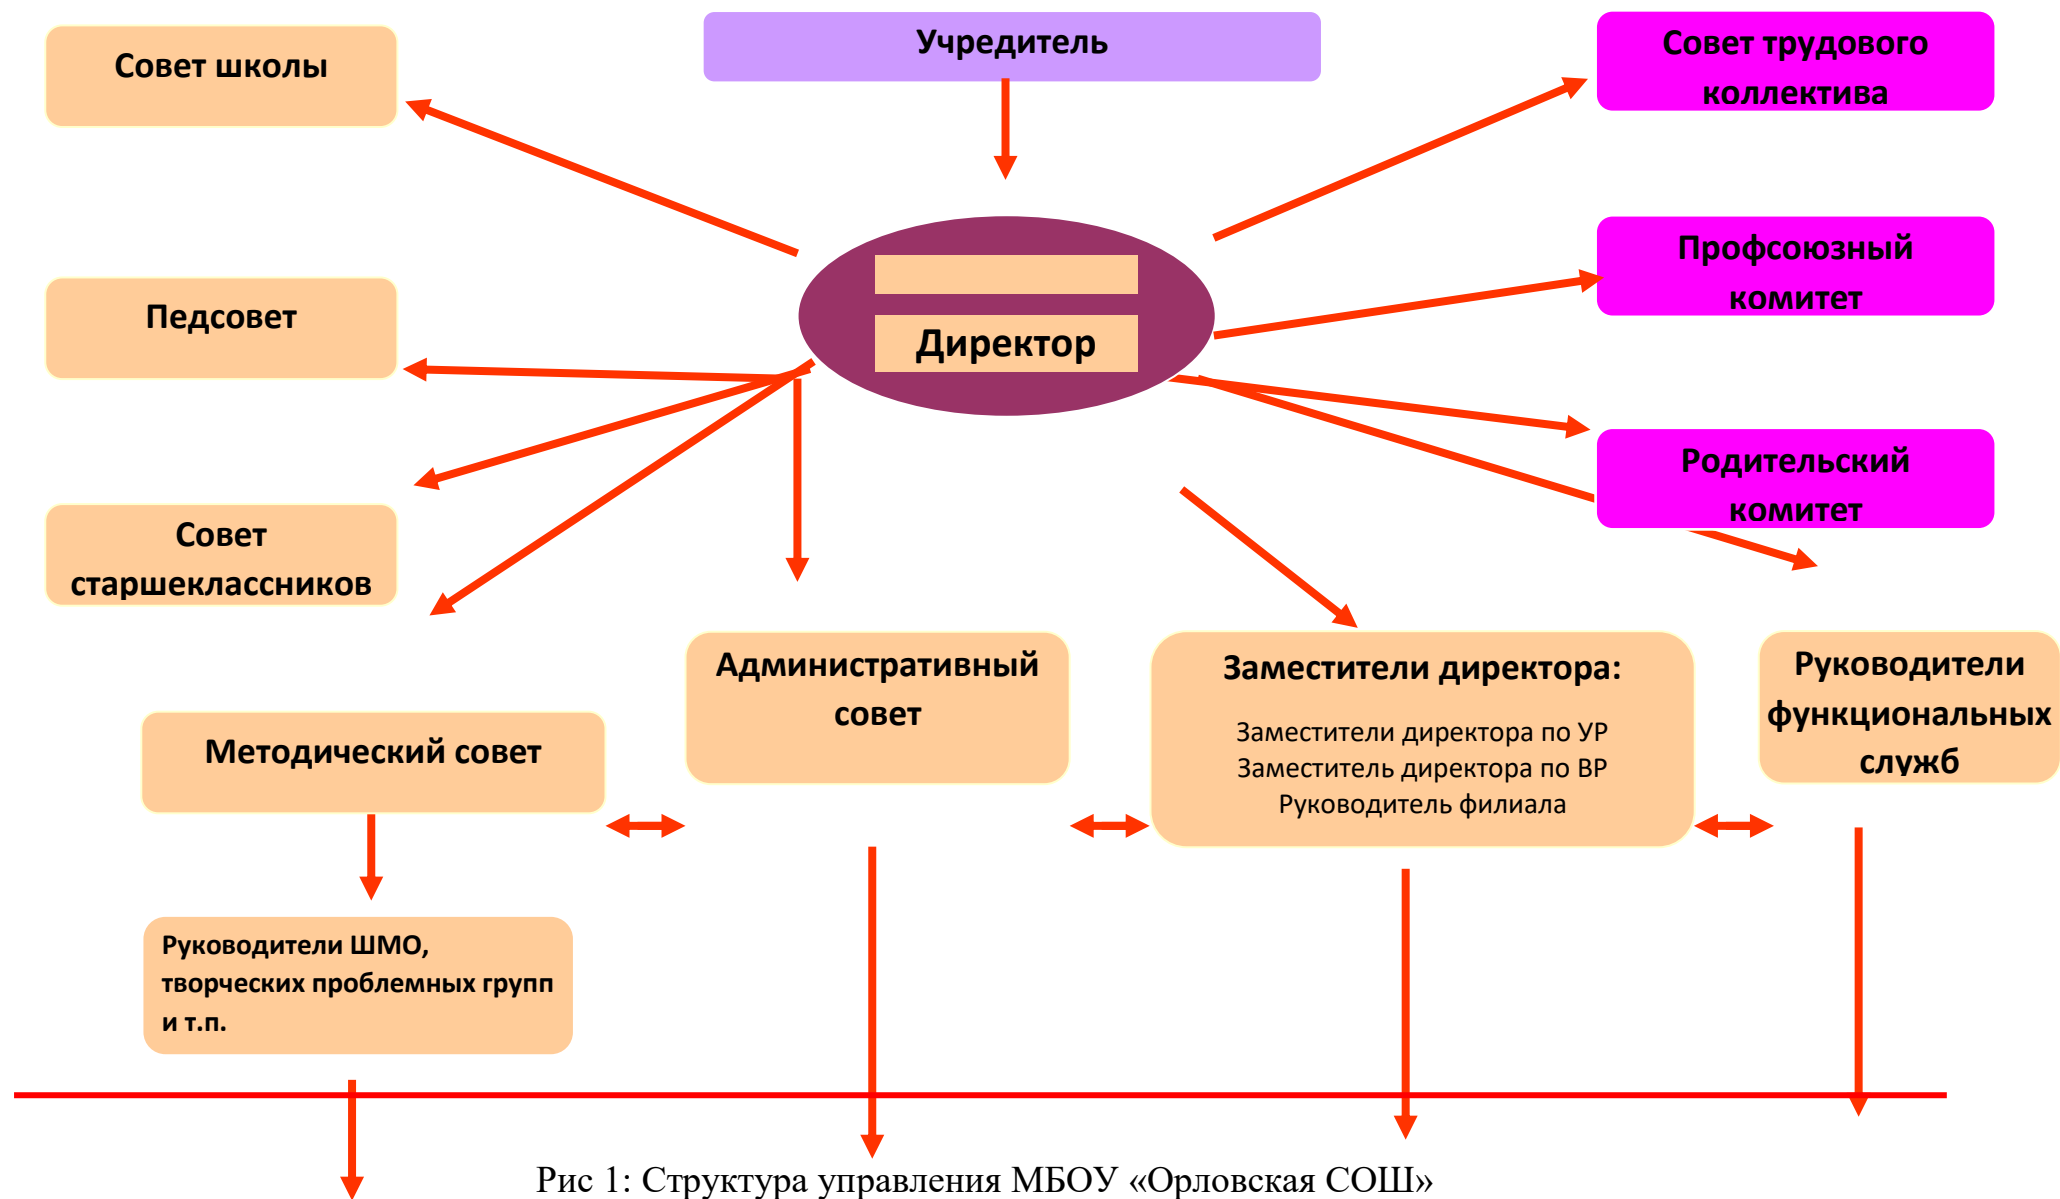 Совет школы
Учредитель
Совет трудового
коллектива
Педсовет
Директор
Профсоюзный
комитет
Совет
старшеклассников
Родительский
комитет
Методический совет
Административный
совет
Заместители директора:
Заместители директора по УР
Заместитель директора по ВР
Руководитель филиала
Руководители
функциональных
служб
Руководители ШМО,
творческих проблемных групп
и т.п.
Рис 1: Структура управления МБОУ «Орловская СОШ»